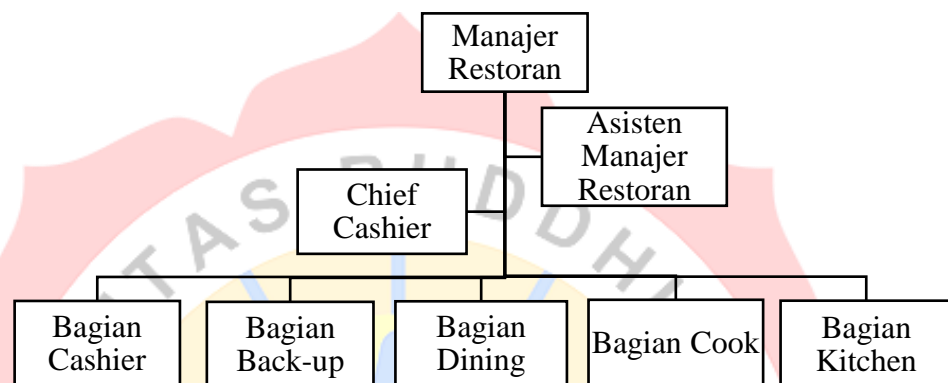 Manajer
Restoran
Asisten
Manajer
Restoran
Chief
Cashier
Bagian
Cashier
Bagian
Back-up
Bagian
Dining
Bagian Cook
Bagian
Kitchen